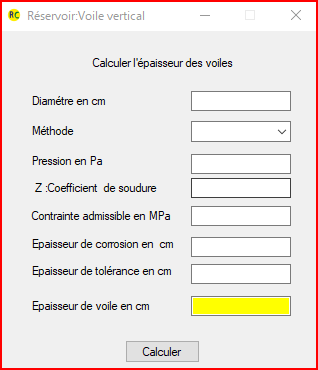 RC Réservoir:Voile vertical
Calculer l'épaisseur des voiles
Diamétre en cm
Méthode
Pression en Pa
Z :Coefficient de soudure
Contrainte admissible en MPa
Epaisseur de corrosion en cm
Epaisseur de tolérance en cm
Epaisseur de voile en cm
Calculer